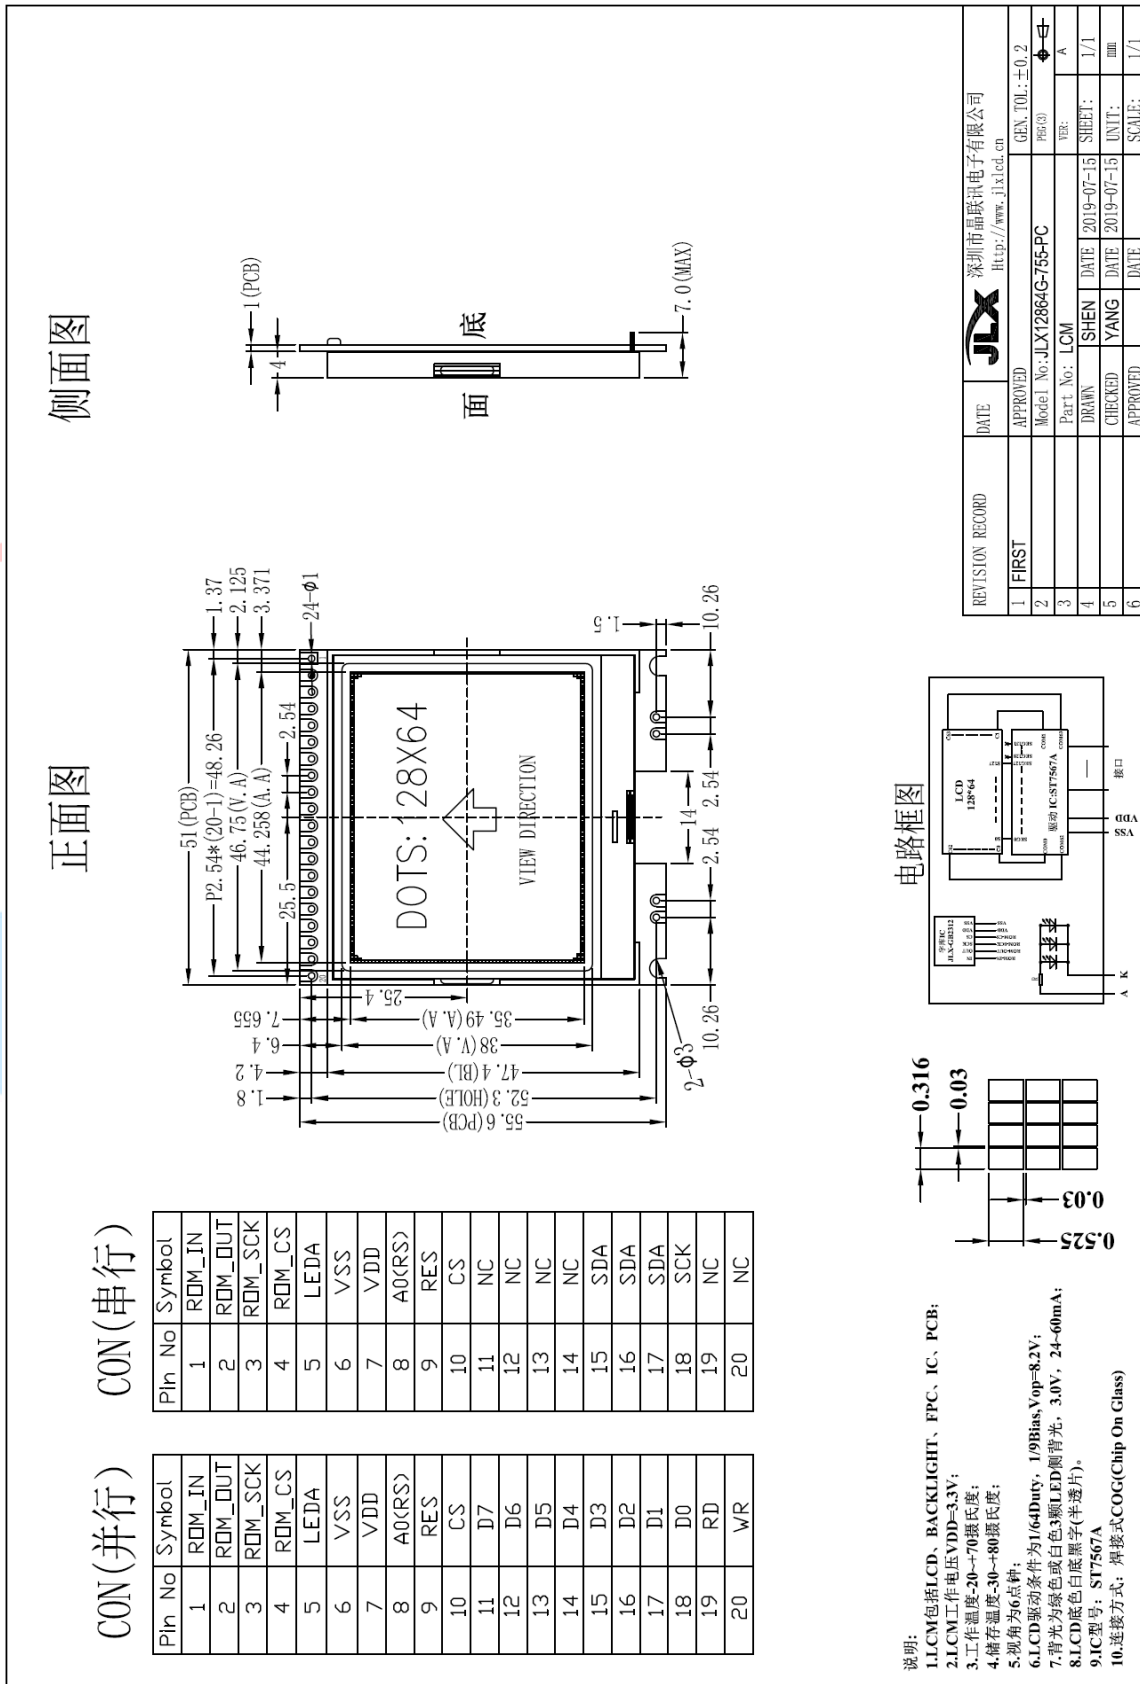 正面图
侧面图
CON(并行)
Pin No Symbol
1 ROM_IN
2 ROM_OUT
3 ROM_SCK
4 ROM_CS
5 LEDA
6 VSS
7 VDD
8 A0(RS)
9 RES
10 CS
11 D7
12 D6
13 D5
14 D4
15 D3
16 D2
17 D1
18 D0
19 RD
20 WR
CON(串行)
Pin No Symbol
1 ROM_IN
2 ROM_OUT
3 ROM_SCK
4 ROM_CS
5 LEDA
6 VSS
7 VDD
8 A0(RS)
9 RES
10 CS
11 NC
12 NC
13 NC
14 NC
15 SDA
16 SDA
17 SDA
18 SCK
19 NC
20 NC
51(PCB)
P2.54*(20-1)=48.26
46.75(V.A)
44.258(A.A)
25.5
2.54
1.37
2.125
3.371
24-ϕ1
7.655
6.4
4.2
1.8
25.4
35.49(A.A)
38(V.A)
47.4(BL)
52.3(HOLE)
55.6(PCB)
DOTS:128X64
VIEW DIRECTION
1.5
2-ϕ3
10.26
2.54
14
2.54
10.26
1(PCB)
4
面
底
7.0(MAX)
说明:
1.LCM包括LCD、BACKLIGHT、FPC、IC、PCB;
2.LCM工作电压VDD=3.3V;
3.工作温度-20~+70摄氏度;
4.储存温度-30~+80摄氏度;
5.视角为6点钟;
6.LCD驱动条件为1/64Duty, 1/9Bias,Vop=8.2V;
7.背光为绿色或白色3颗LED侧背光, 3.0V, 24~60mA;
8.LCD底色白底黑字(半透片)。
9.IC型号: ST7567A
10.连接方式: 焊接式COG(Chip On Glass)
0.316
0.03
0.03
0.525
电路框图
字库IC
JLX-GB2312
LCD
128*64
驱动 IC:ST7567A
A
K
VSS
VDD
接口
REVISION RECORD DATE
1 FIRST
2
3
4
5
6
JLX 深圳市晶联讯电子有限公司
Http://www.jlxlcd.cn
APPROVED GEN.TOL:±0.2
Model No:JLX12864G-755-PC
Part No: LCM VER: A
DRAWN SHEN DATE 2019-07-15 SHEET: 1/1
CHECKED YANG DATE 2019-07-15 UNIT: mm
APPROVED DATE SCALE: 1/1